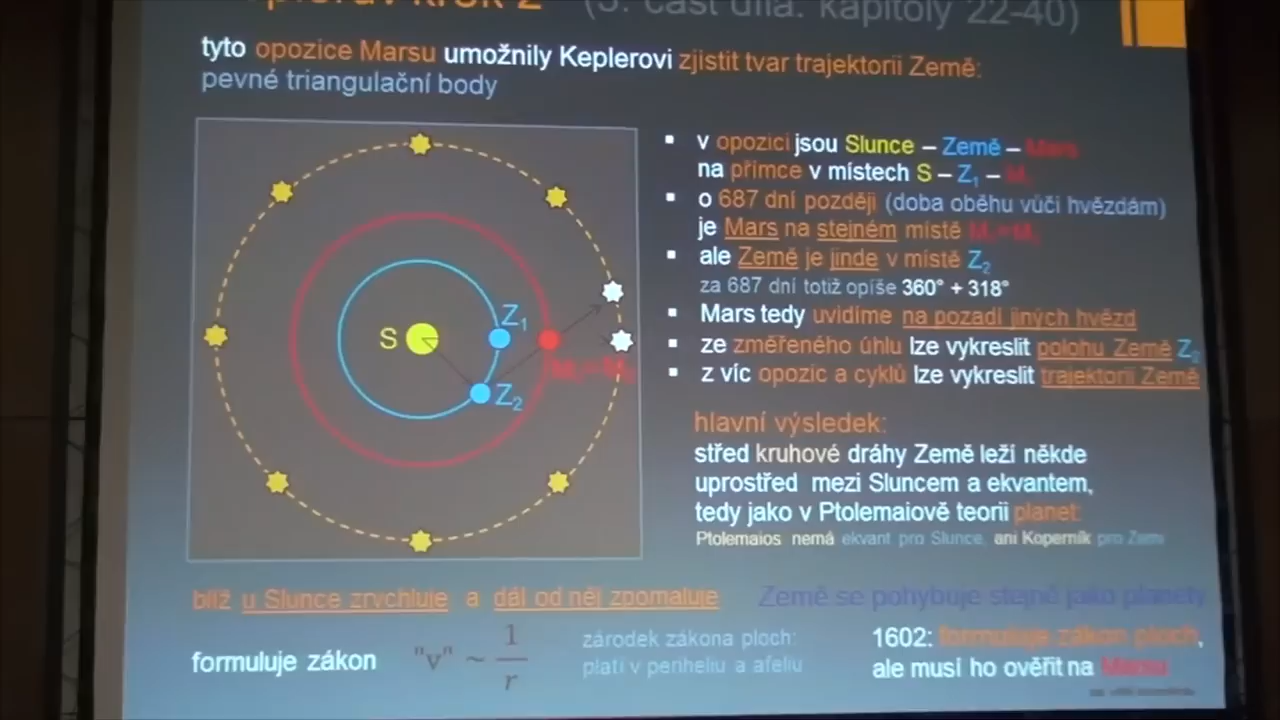 krok 2 (3. část díla: kapitoly 22-40)
tyto opozice Marsu umožnily Keplerovi zjistit tvar trajektorii Země:
pevné triangulační body
S
Z1
Z2
▪ v opozici jsou Slunce – Země – Mars
na přímce v místech S – Z1 –
▪ o 687 dní později (doba oběhu vůči hvězdám)
je Mars na stejném místě
▪ ale Země je jinde v místě Z2
za 687 dní totiž opíše 360° + 318°
▪ Mars tedy uvidíme na pozadí jiných hvězd
▪ ze změřeného úhlu lze vykreslit polohu Země Z2
▪ z víc opozic a cyklů lze vykreslit trajektorii Země
hlavní výsledek:
střed kruhové dráhy Země leží někde
uprostřed mezi Sluncem a ekvantem,
tedy jako v Ptolemaiově teorii planet:
Ptolemaios nemá ekvant pro Slunce, ani Koperník pro Zemi
blíž u Slunce zrychluje a dál od něj zpomaluje
Země se pohybuje stejně jako planety
formuluje zákon "v" ~ 1/r
zárodek zákona ploch:
platí v periheliu a afeliu
1602: formuluje zákon ploch,
ale musí ho ověřit na Marsu